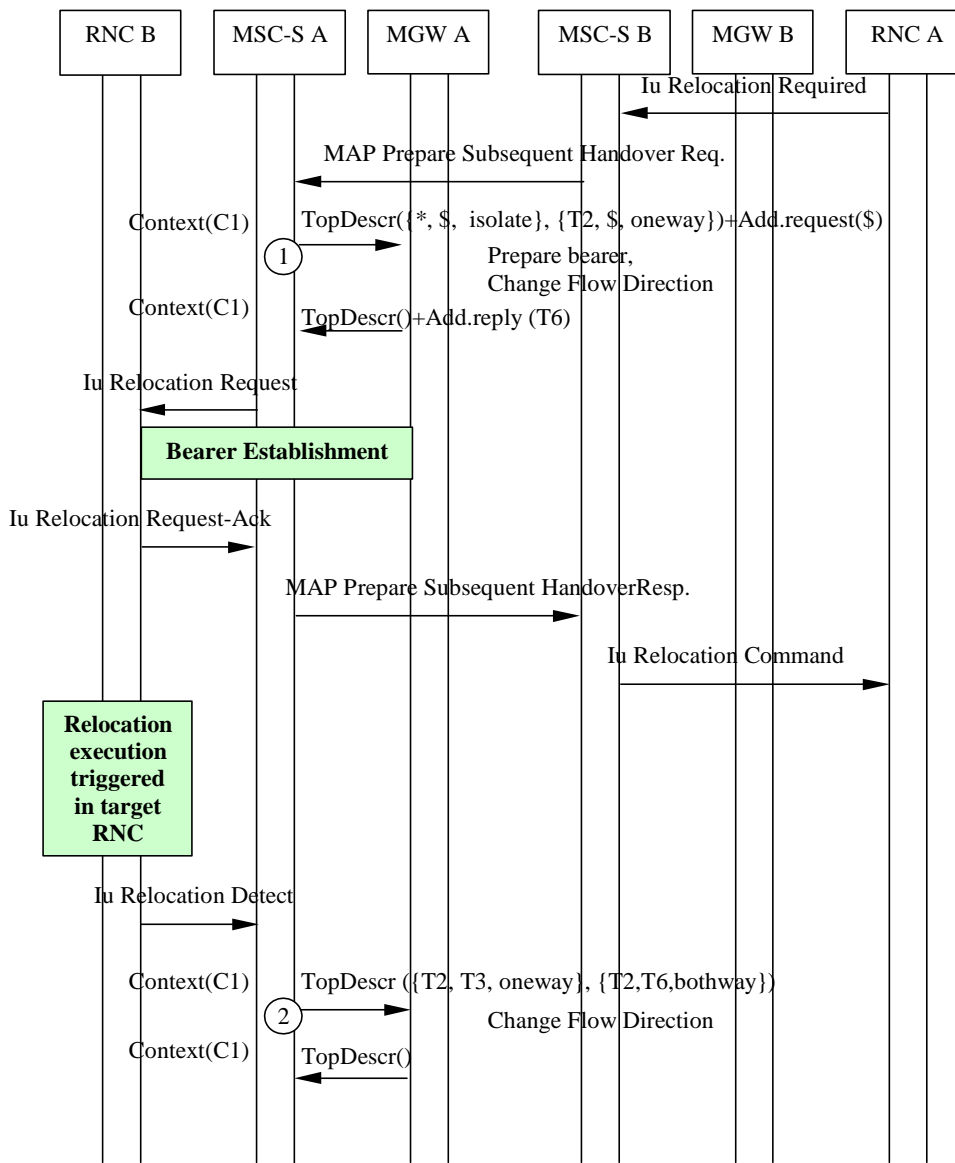 RNC B MSC-S A MGW A MSC-S B MGW B RNC A
Iu Relocation Required
MAP Prepare Subsequent Handover Req.
Context(C1) TopDescr({*, $, isolate}, {T2, $, oneway})+Add.request($)
1 Prepare bearer,
Change Flow Direction
Context(C1) TopDescr()+Add.reply (T6)
Iu Relocation Request
Bearer Establishment
Iu Relocation Request-Ack
MAP Prepare Subsequent HandoverResp.
Iu Relocation Command
Relocation
execution
triggered
in target
RNC
Iu Relocation Detect
Context(C1) TopDescr ({T2, T3, oneway}, {T2,T6,bothway})
2 Change Flow Direction
Context(C1) TopDescr()